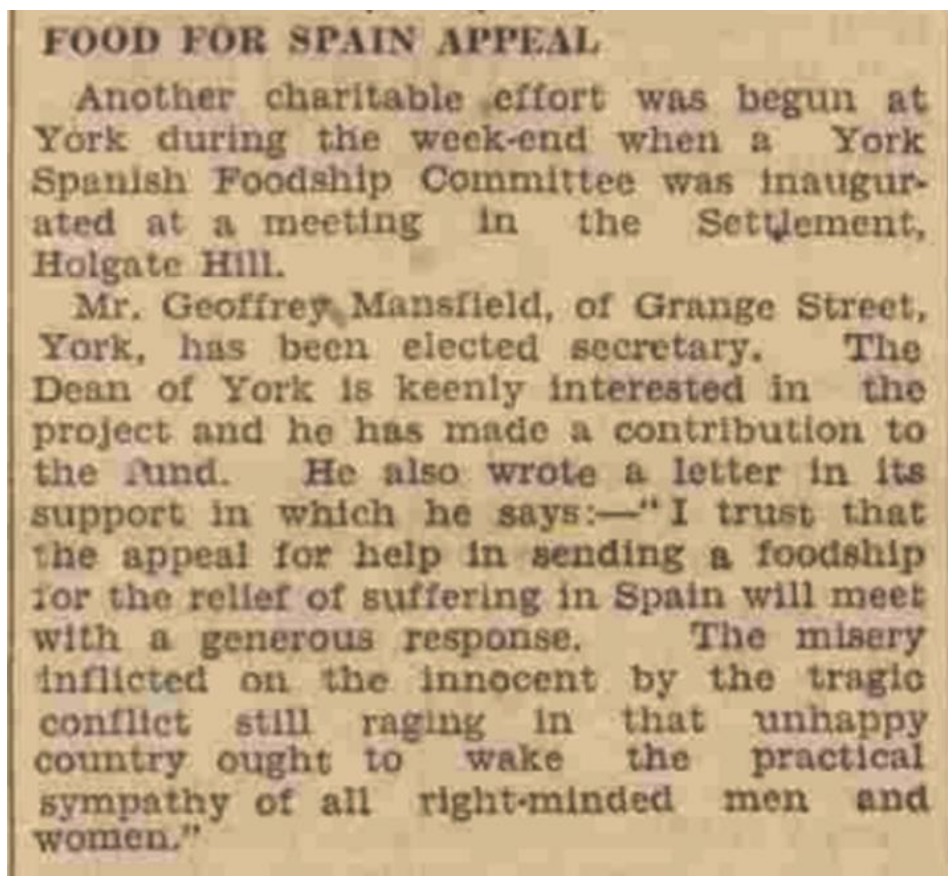 FOOD FOR SPAIN APPEAL
Another charitable effort was begun at
York during the week-end when a York
Spanish Foodship Committee was inaugur-
ated at a meeting in the Settlement,
Holgate Hill.
Mr. Geoffrey Mansfield, of Grange Street,
York, has been elected secretary. The
Dean of York is keenly interested in the
project and he has made a contribution to
the fund. He also wrote a letter in its
support in which he says:—"I trust that
the appeal for help in sending a foodship
for the relief of suffering in Spain will meet
with a generous response. The misery
inflicted on the innocent by the tragic
conflict still raging in that unhappy
country ought to wake the practical
sympathy of all right-minded men and
women."